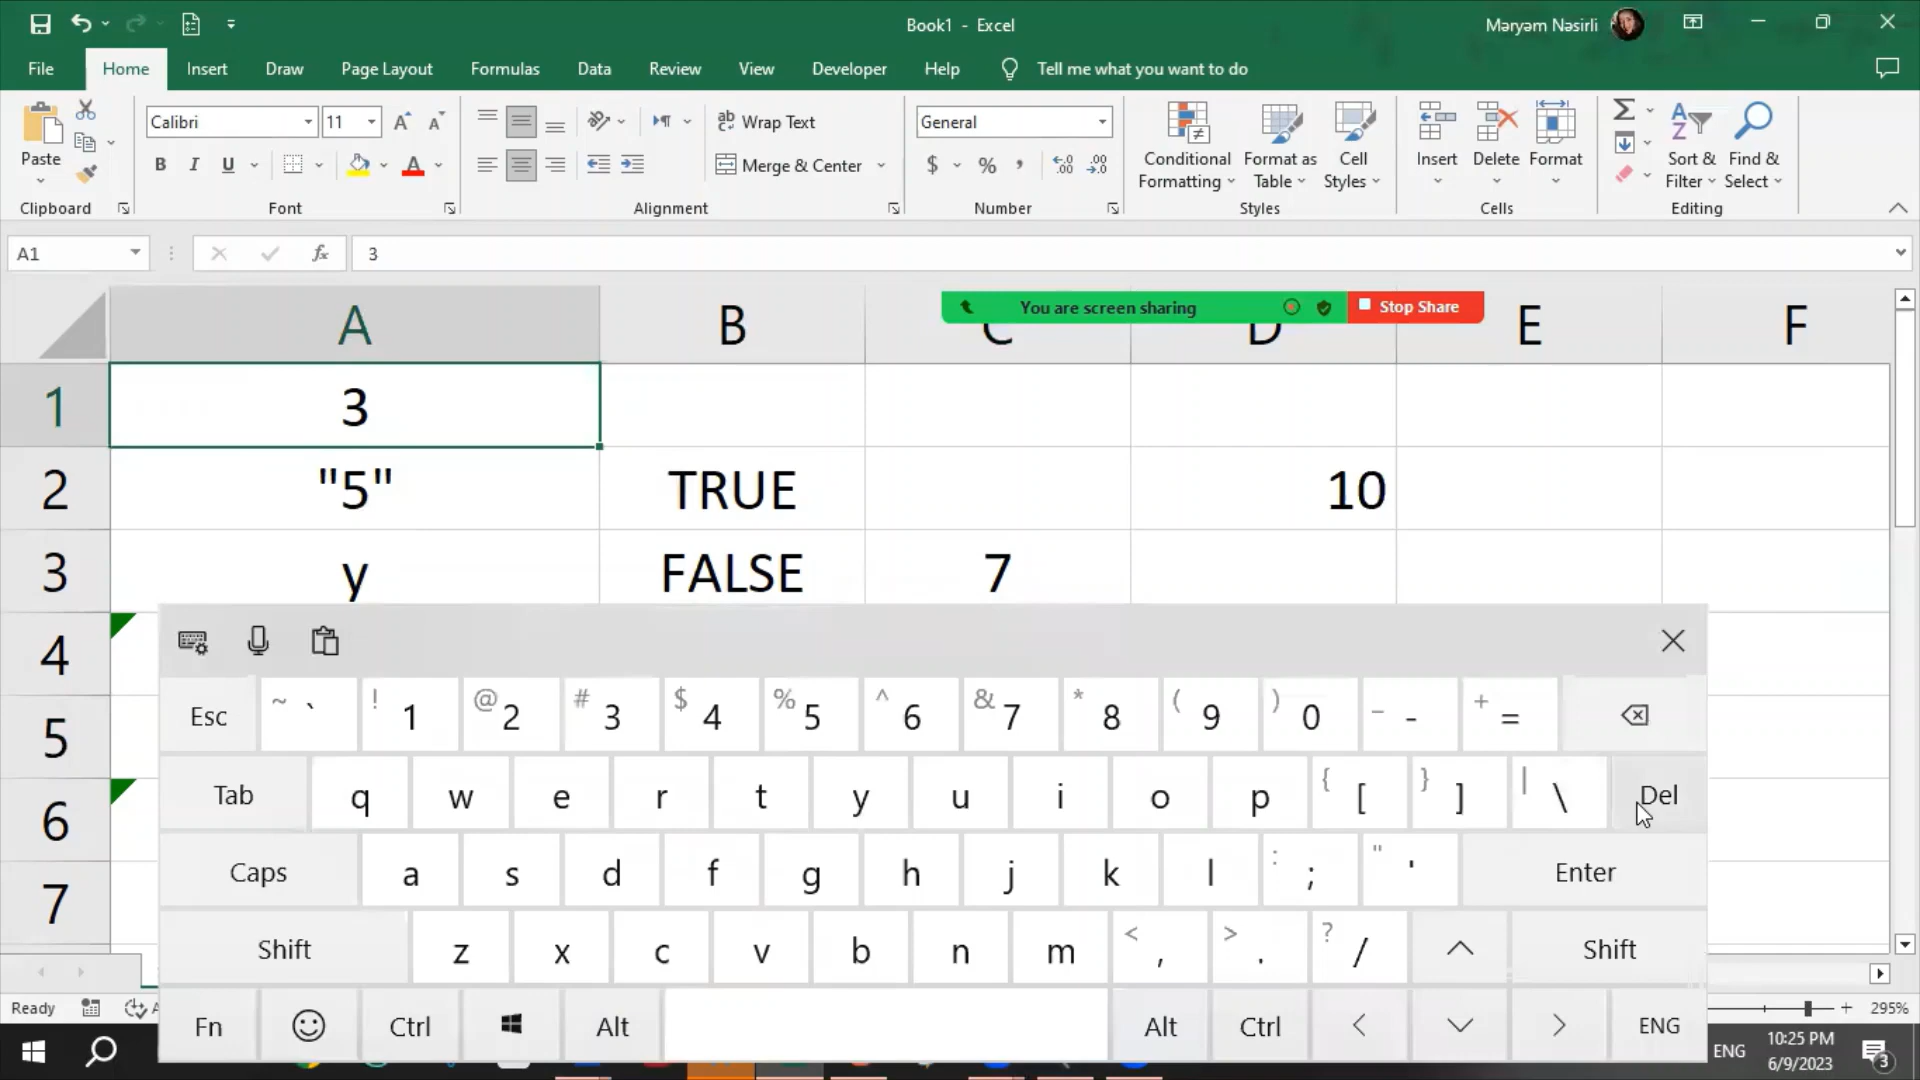 Book1 - Excel
Məryəm Nəsirli
File Home Insert Draw Page Layout Formulas Data Review View Developer Help Tell me what you want to do
Calibri 11 Wrap Text General
Paste B I U A Merge & Center $ % , Conditional Formatting Format as Table Cell Styles Insert Delete Format Sort & Filter Find & Select
Clipboard Font Alignment Number Styles Cells Editing
A1 fx 3
You are screen sharing Stop Share
A B C D E F
1 3
2 "5" TRUE 10
3 y FALSE 7
4
5
6
7
Esc ~ ` ! 1 @ 2 # 3 $ 4 % 5 ^ 6 & 7 * 8 ( 9 ) 0 _ - + =
Tab q w e r t y u i o p { [ } ] | \ Del
Caps a s d f g h j k l : ; " ' Enter
Shift z x c v b n m < , > . ? / Shift
Fn Ctrl Alt Alt Ctrl ENG
Ready 295%
ENG 10:25 PM
6/9/2023 3